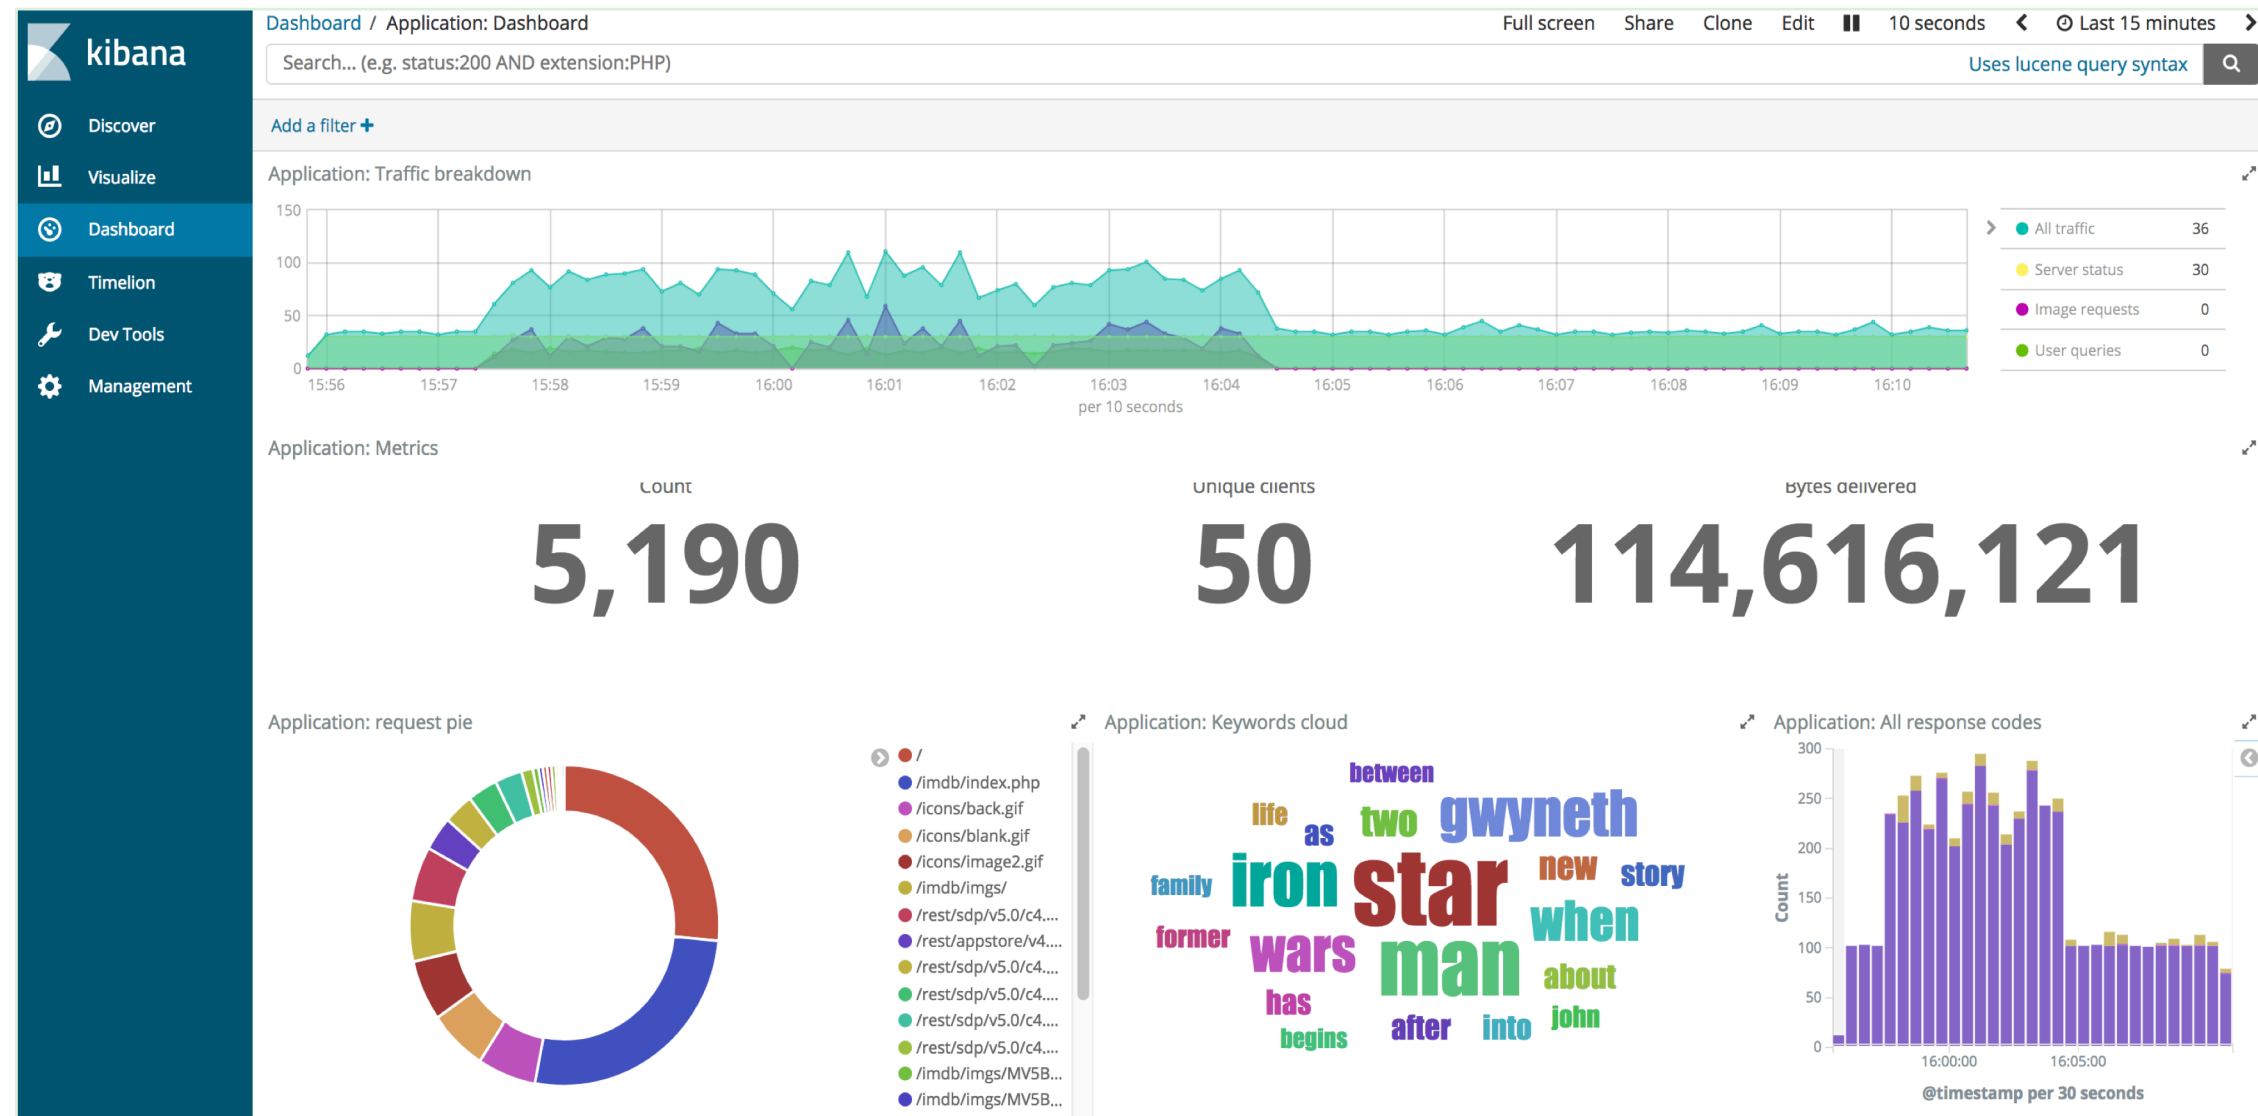 kibana
Discover
Visualize
Dashboard
Timelion
Dev Tools
Management
Dashboard / Application: Dashboard
Full screen Share Clone Edit 10 seconds Last 15 minutes
Search... (e.g. status:200 AND extension:PHP)
Uses lucene query syntax
Add a filter +
Application: Traffic breakdown
150
100
50
0
15:56 15:57 15:58 15:59 16:00 16:01 16:02 16:03 16:04 16:05 16:06 16:07 16:08 16:09 16:10
per 10 seconds
All traffic 36
Server status 30
Image requests 0
User queries 0
Application: Metrics
Count
5,190
Unique clients
50
Bytes delivered
114,616,121
Application: request pie
/
/imdb/index.php
/icons/back.gif
/icons/blank.gif
/icons/image2.gif
/imdb/imgs/
/rest/sdp/v5.0/c4....
/rest/appstore/v4....
/rest/sdp/v5.0/c4....
/rest/sdp/v5.0/c4....
/rest/sdp/v5.0/c4....
/rest/sdp/v5.0/c4....
/imdb/imgs/MV5B...
/imdb/imgs/MV5B...
Application: Keywords cloud
between
life as two gwyneth
family iron star new story
former wars man when
has about
begins after into john
Application: All response codes
300
250
200
150
100
50
0
Count
16:00:00 16:05:00
@timestamp per 30 seconds